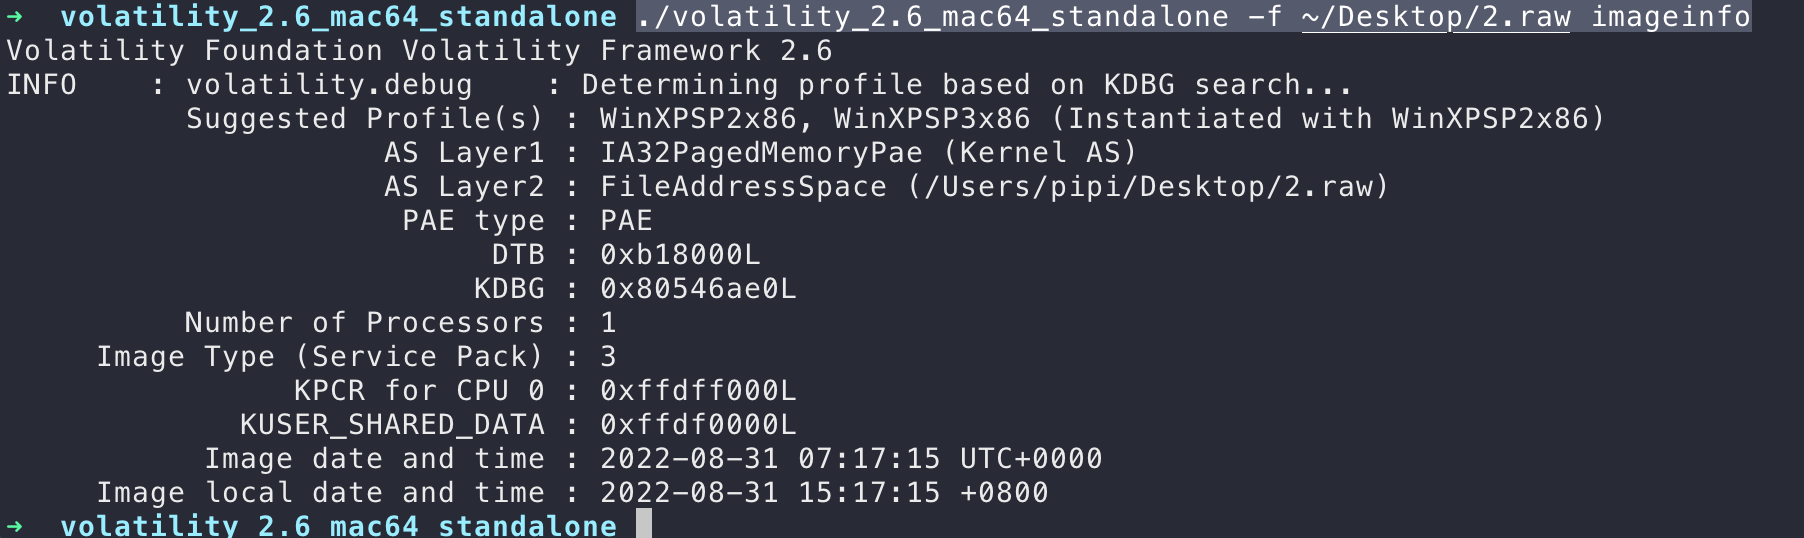 ➜  volatility_2.6_mac64_standalone ./volatility_2.6_mac64_standalone -f ~/Desktop/2.raw imageinfo
Volatility Foundation Volatility Framework 2.6
INFO    : volatility.debug    : Determining profile based on KDBG search...
          Suggested Profile(s) : WinXPSP2x86, WinXPSP3x86 (Instantiated with WinXPSP2x86)
                     AS Layer1 : IA32PagedMemoryPae (Kernel AS)
                     AS Layer2 : FileAddressSpace (/Users/pipi/Desktop/2.raw)
                      PAE type : PAE
                           DTB : 0xb18000L
                          KDBG : 0x80546ae0L
          Number of Processors : 1
     Image Type (Service Pack) : 3
                KPCR for CPU 0 : 0xffdff000L
             KUSER_SHARED_DATA : 0xffdf0000L
           Image date and time : 2022-08-31 07:17:15 UTC+0000
     Image local date and time : 2022-08-31 15:17:15 +0800
➜  volatility_2.6_mac64_standalone